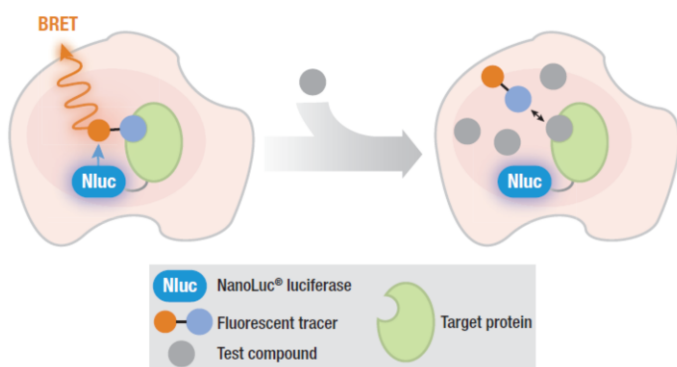 BRET
Nluc
Nluc
Nluc NanoLuc® luciferase
Fluorescent tracer
Test compound
Target protein